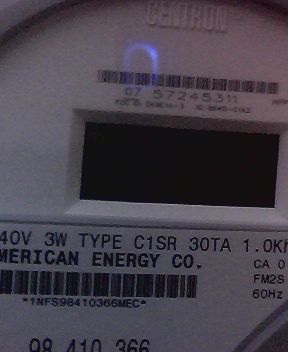 CENTRON
07 57245311
40V 3W TYPE C1SR 30TA 1.0Kh
MERICAN ENERGY CO.
CA 0
FM2S
60Hz
*1NFS98410366MEC*
98 410 366